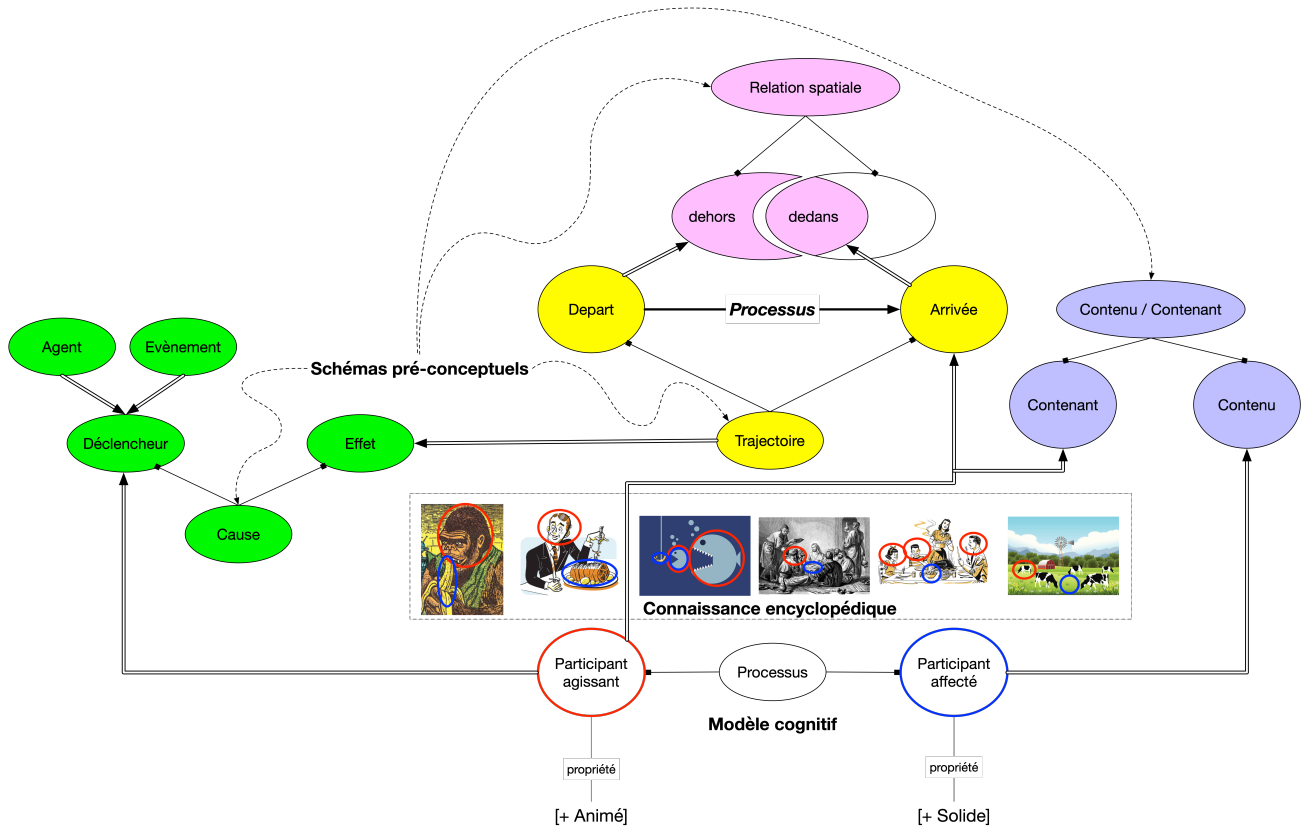 Relation spatiale
dehors
dedans
Depart
Processus
Arrivée
Contenu / Contenant
Agent
Evènement
Schémas pré-conceptuels
Contenant
Contenu
Déclencheur
Effet
Trajectoire
Cause
Connaissance encyclopédique
Participant
agissant
Processus
Participant
affecté
Modèle cognitif
propriété
propriété
[+ Animé]
[+ Solide]